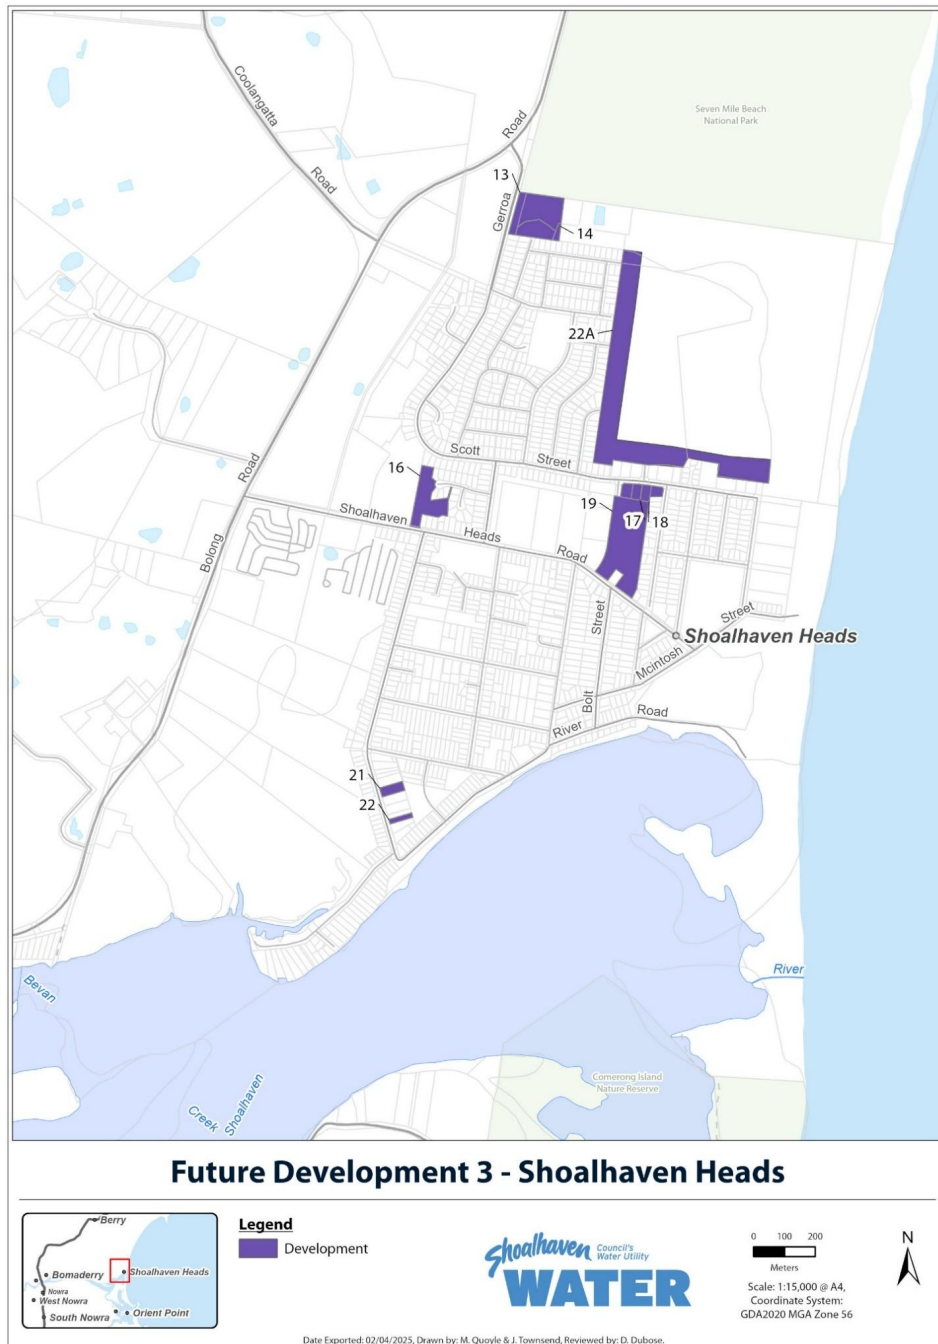 Coolangatta
Road
Road
Seven Mile Beach
National Park
13
Gerroa
14
22A
Scott
Street
16
Road
Shoalhaven
Heads
Road
19
17
18
Bolong
Street
Street
Shoalhaven Heads
Mcintosh
Bolt
River
Road
21
22
River
Bevan
Creek
Shoalhaven
Comerong Island
Nature Reserve
Future Development 3 - Shoalhaven Heads
Berry
Shoalhaven Heads
Bomaderry
Nowra
West Nowra
South Nowra
Orient Point
Legend
Development
Shoalhaven
Council's
Water Utility
WATER
0 100 200
Meters
Scale: 1:15,000 @ A4,
Coordinate System:
GDA2020 MGA Zone 56
N
Date Exported: 02/04/2025, Drawn by: M. Quoyle & J. Townsend, Reviewed by: D. Dubose.